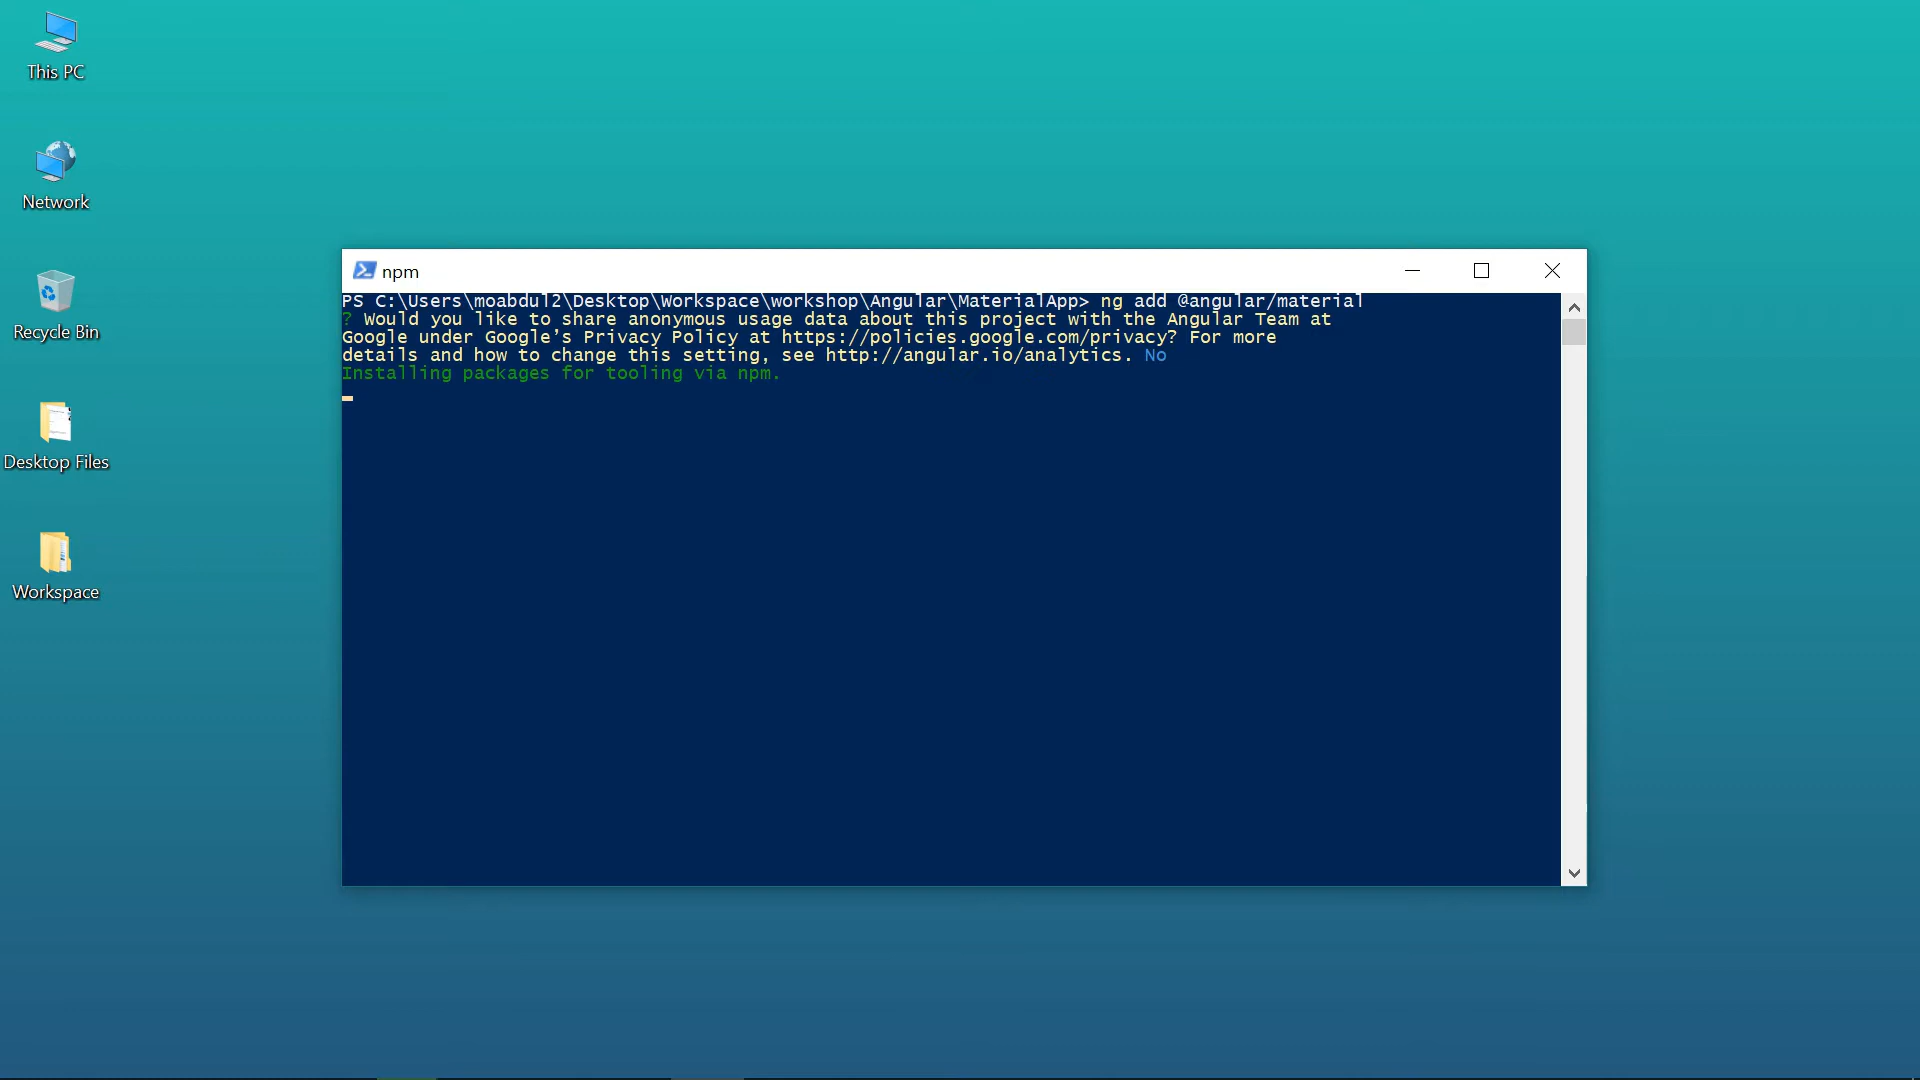 This PC
Network
Recycle Bin
Desktop Files
Workspace
npm
PS C:\Users\moabdul2\Desktop\Workspace\workshop\Angular\MaterialApp> ng add @angular/material
? Would you like to share anonymous usage data about this project with the Angular Team at
Google under Google’s Privacy Policy at https://policies.google.com/privacy? For more
details and how to change this setting, see http://angular.io/analytics. No
Installing packages for tooling via npm.